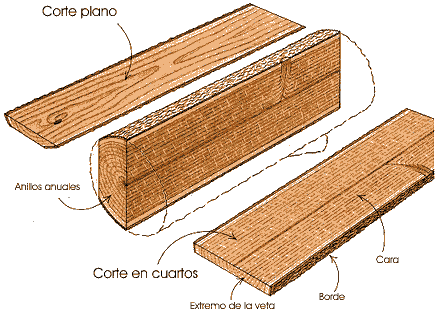 Corte plano
Anillos anuales
Corte en cuartos
Cara
Borde
Extremo de la veta